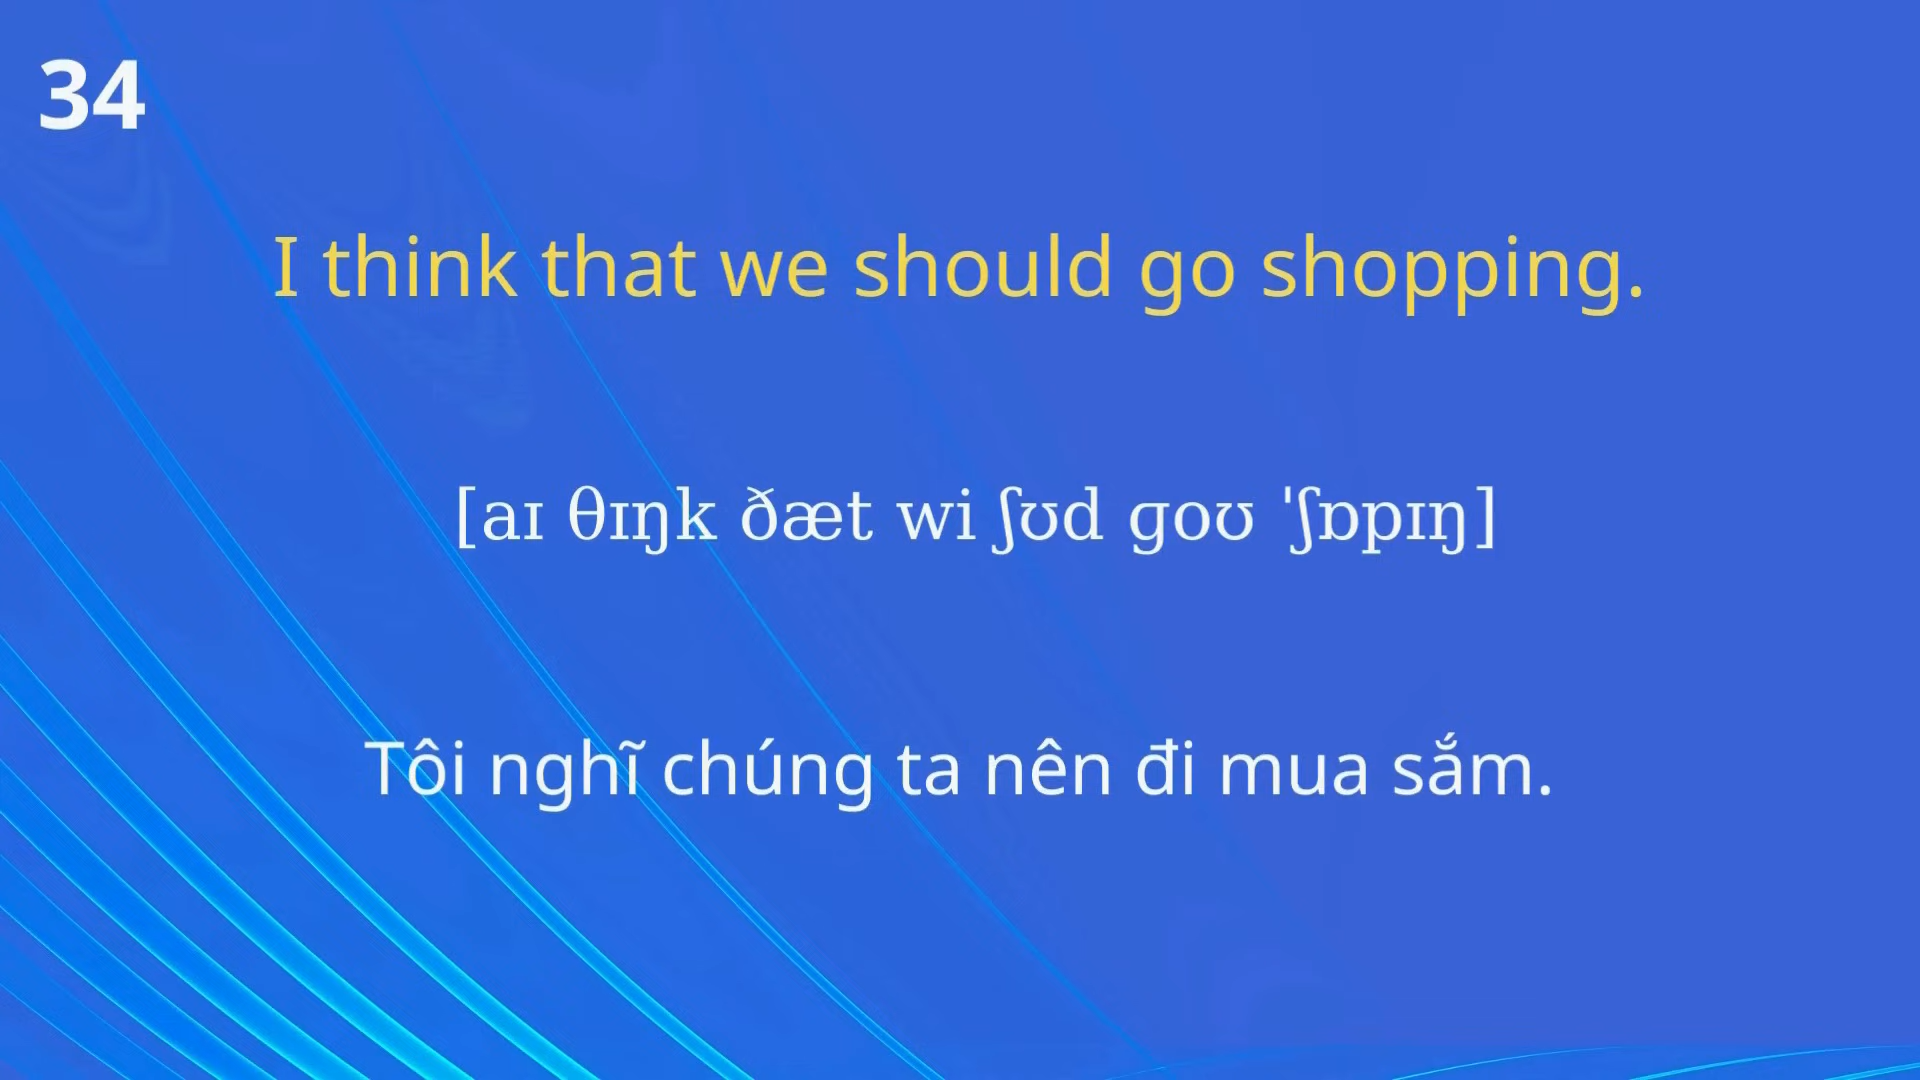 34
I think that we should go shopping.
[aɪ θɪŋk ðæt wi ʃʊd ɡoʊ ˈʃɒpɪŋ]
Tôi nghĩ chúng ta nên đi mua sắm.